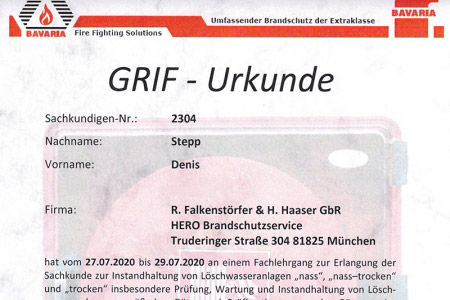 Umfassender Brandschutz der Extraklasse
BAVARIA
BAVARIA
Fire Fighting Solutions
GRIF - Urkunde
Sachkundigen-Nr.: 2304
Nachname: Stepp
Vorname: Denis
Firma: R. Falkenstörfer & H. Haaser GbR
HERO Brandschutzservice
Truderinger Straße 304 81825 München
hat vom 27.07.2020 bis 29.07.2020 an einem Fachlehrgang zur Erlangung der
Sachkunde zur Instandhaltung von Löschwasseranlagen „nass", „nass–trocken"
und „trocken" insbesondere Prüfung, Wartung und Instandhaltung von Lösch-